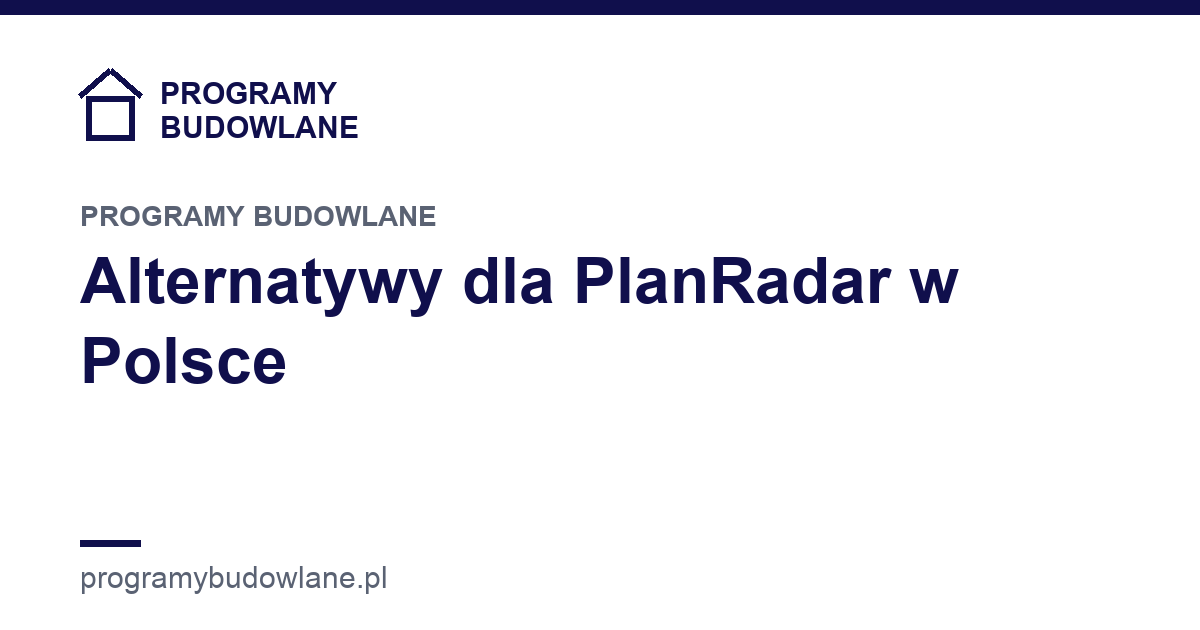 PROGRAMY
BUDOWLANE
PROGRAMY BUDOWLANE
Alternatywy dla PlanRadar w
Polsce
programybudowlane.pl